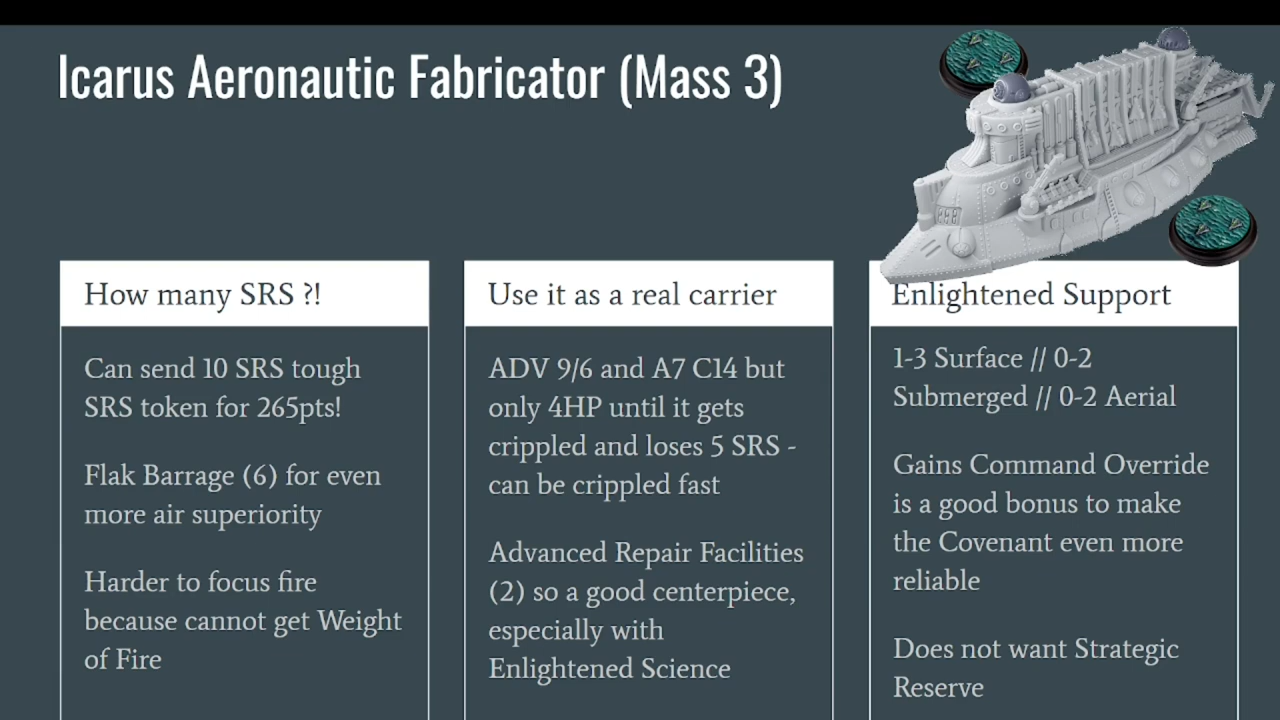 Icarus Aeronautic Fabricator (Mass 3)
How many SRS ?!
Can send 10 SRS tough
SRS token for 265pts!
Flak Barrage (6) for even
more air superiority
Harder to focus fire
because cannot get Weight
of Fire
Use it as a real carrier
ADV 9/6 and A7 C14 but
only 4HP until it gets
crippled and loses 5 SRS -
can be crippled fast
Advanced Repair Facilities
(2) so a good centerpiece,
especially with
Enlightened Science
Enlightened Support
1-3 Surface // 0-2
Submerged // 0-2 Aerial
Gains Command Override
is a good bonus to make
the Covenant even more
reliable
Does not want Strategic
Reserve